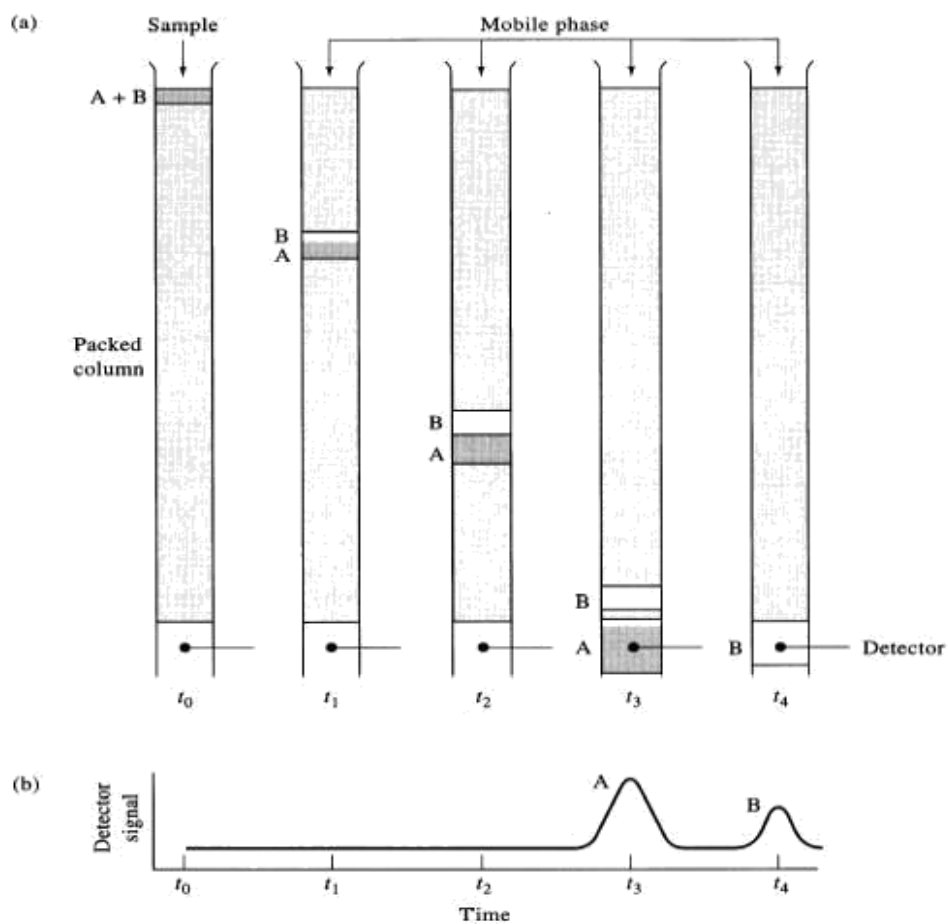 (a)
Sample
Mobile phase
A + B
B
A
Packed
column
B
A
B
A
B
Detector
t0
t1
t2
t3
t4
(b)
Detector
signal
A
B
t0
t1
t2
t3
t4
Time